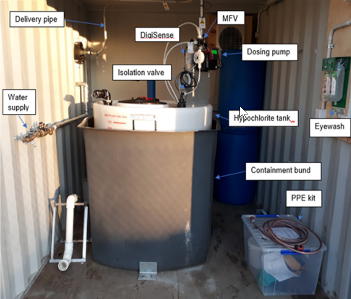 Delivery pipe
MFV
DigiSense
Dosing pump
Isolation valve
Water
supply
Hypochlorite tank
Eyewash
Containment bund
PPE kit